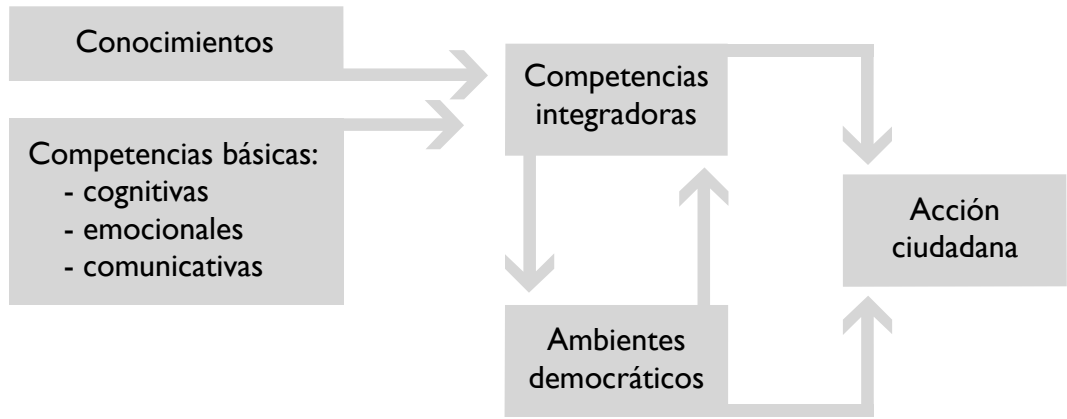 Conocimientos
Competencias básicas:
- cognitivas
- emocionales
- comunicativas
Competencias
integradoras
Ambientes
democráticos
Acción
ciudadana